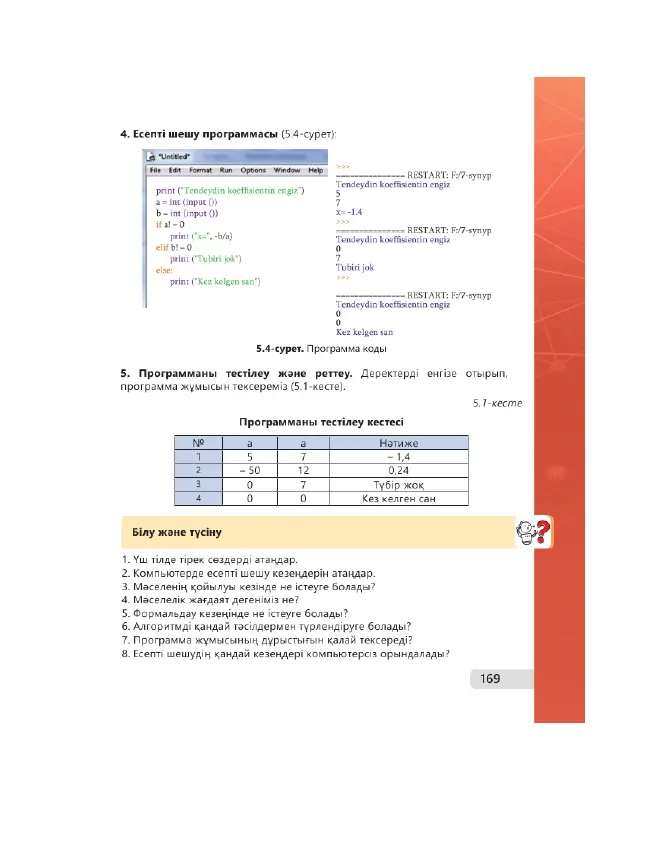 4. Есепті шешу программасы (5.4-сурет):
*Untitled*
File Edit Format Run Options Window Help
print ("Tendeydin koeffisientin engiz")
a = int (input ())
b = int (input ())
if a! = 0
print ("x=", -b/a)
elif b! = 0
print ("Tubiri jok")
else:
print ("Kez kelgen san")
>>>
=============== RESTART: F:/7-synyp
Tendeydin koeffisientin engiz
5
7
x= -1.4
>>>
=============== RESTART: F:/7-synyp
Tendeydin koeffisientin engiz
0
7
Tubiri jok
>>>
=============== RESTART: F:/7-synyp
Tendeydin koeffisientin engiz
0
0
Kez kelgen san
5.4-сурет. Программа коды
5. Программаны тестілеу және реттеу. Деректерді енгізе отырып,
программа жұмысын тексереміз (5.1-кесте).
5.1-кесте
Программаны тестілеу кестесі
№ а а Нәтиже
1 5 7 – 1,4
2 – 50 12 0,24
3 0 7 Түбір жоқ
4 0 0 Кез келген сан
Білу және түсіну
1. Үш тілде тірек сөздерді атаңдар.
2. Компьютерде есепті шешу кезеңдерін атаңдар.
3. Мәселенің қойылуы кезінде не істеуге болады?
4. Мәселелік жағдаят дегеніміз не?
5. Формальдау кезеңінде не істеуге болады?
6. Алгоритмді қандай тәсілдермен түрлендіруге болады?
7. Программа жұмысының дұрыстығын қалай тексереді?
8. Есепті шешудің қандай кезеңдері компьютерсіз орындалады?
169